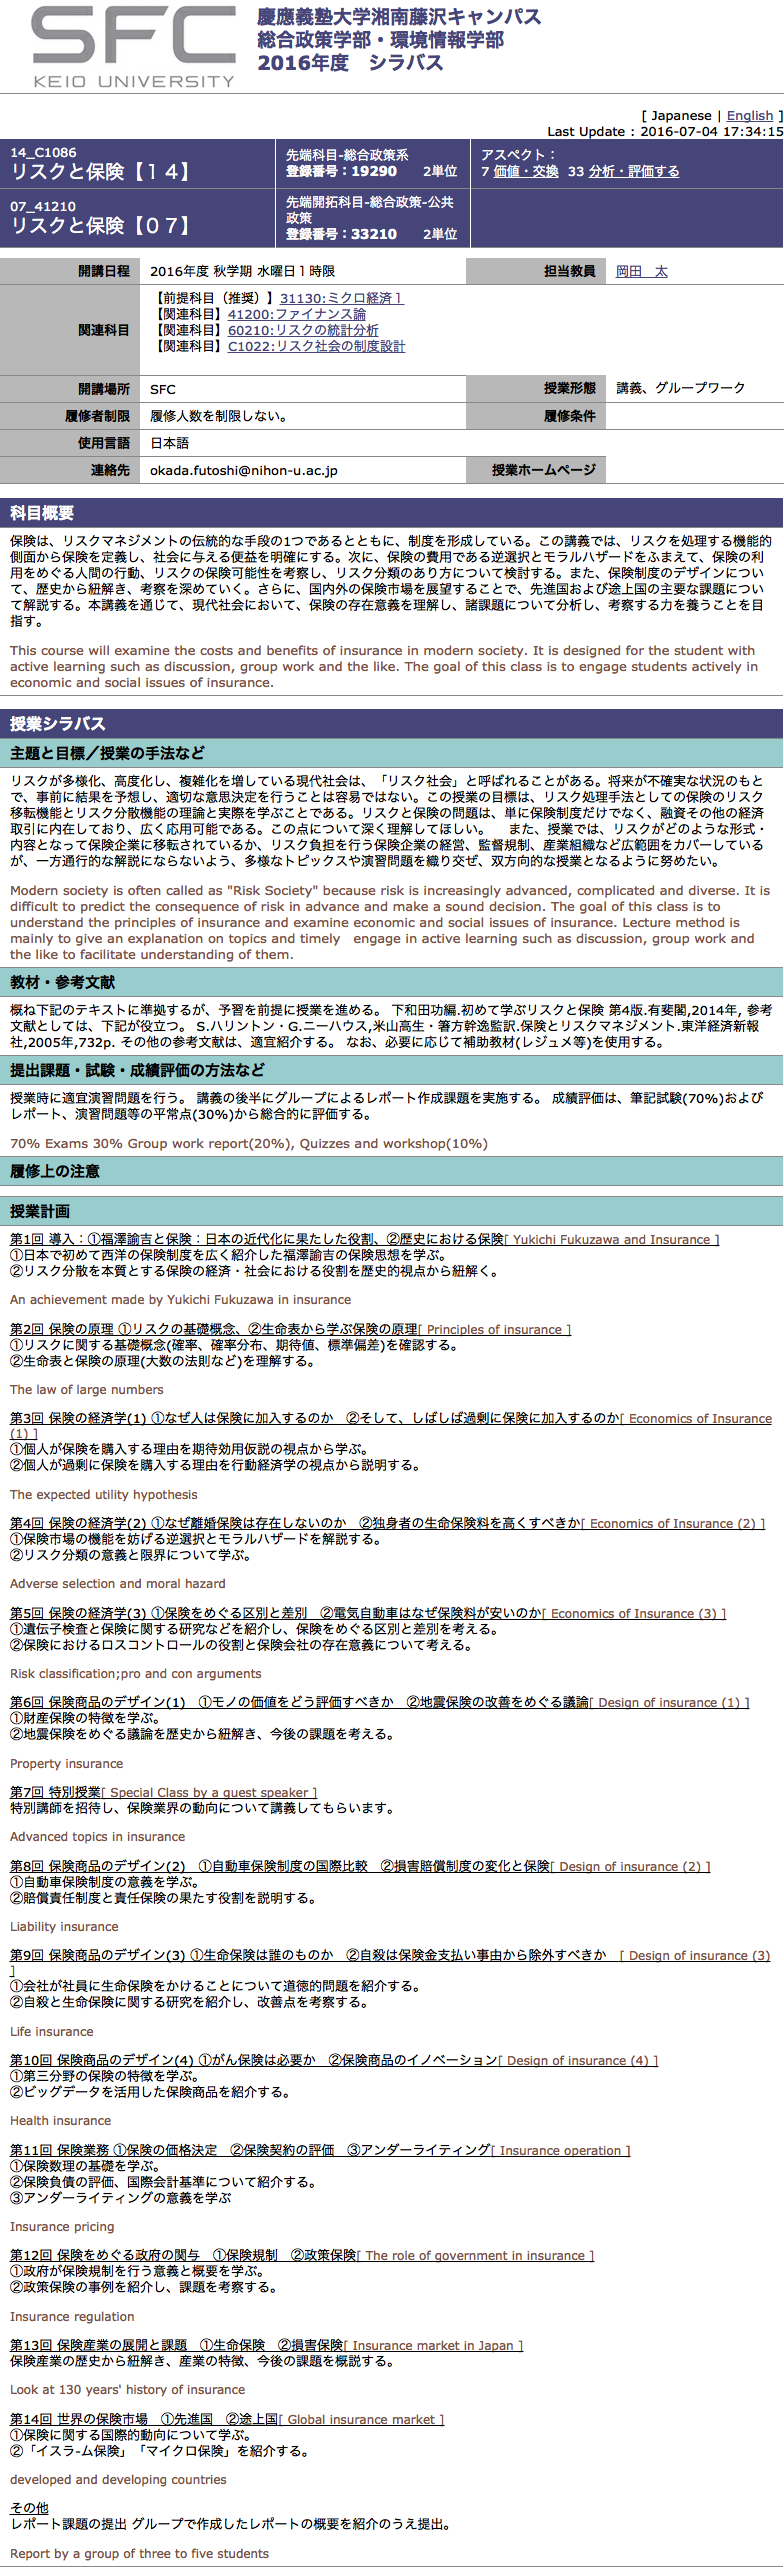 SFC
KEIO UNIVERSITY
慶應義塾大学湘南藤沢キャンパス
総合政策学部・環境情報学部
2016年度　シラバス
[ Japanese | English ]
Last Update : 2016-07-04 17:34:15
14_C1086
リスクと保険【１４】
先端科目-総合政策系
登録番号：19290　　2単位
アスペクト：
7 価値・交換 33 分析・評価する
07_41210
リスクと保険【０７】
先端開拓科目-総合政策-公共
政策
登録番号：33210　　2単位
開講日程 2016年度 秋学期 水曜日１時限 担当教員 岡田　太
関連科目
【前提科目（推奨）】31130:ミクロ経済１
【関連科目】41200:ファイナンス論
【関連科目】60210:リスクの統計分析
【関連科目】C1022:リスク社会の制度設計
開講場所 SFC 授業形態 講義、グループワーク
履修者制限 履修人数を制限しない。 履修条件
使用言語 日本語
連絡先 okada.futoshi@nihon-u.ac.jp 授業ホームページ
科目概要
保険は、リスクマネジメントの伝統的な手段の1つであるとともに、制度を形成している。この講義では、リスクを処理する機能的
側面から保険を定義し、社会に与える便益を明確にする。次に、保険の費用である逆選択とモラルハザードをふまえて、保険の利
用をめぐる人間の行動、リスクの保険可能性を考察し、リスク分類のあり方について検討する。また、保険制度のデザインについ
て、歴史から紐解き、考察を深めていく。さらに、国内外の保険市場を展望することで、先進国および途上国の主要な課題につい
て解説する。本講義を通じて、現代社会において、保険の存在意義を理解し、諸課題について分析し、考察する力を養うことを目
指す。
This course will examine the costs and benefits of insurance in modern society. It is designed for the student with
active learning such as discussion, group work and the like. The goal of this class is to engage students actively in
economic and social issues of insurance.
授業シラバス
主題と目標／授業の手法など
リスクが多様化、高度化し、複雑化を増している現代社会は、「リスク社会」と呼ばれることがある。将来が不確実な状況のもと
で、事前に結果を予想し、適切な意思決定を行うことは容易ではない。この授業の目標は、リスク処理手法としての保険のリスク
移転機能とリスク分散機能の理論と実際を学ぶことである。リスクと保険の問題は、単に保険制度だけでなく、融資その他の経済
取引に内在しており、広く応用可能である。この点について深く理解してほしい。　また、授業では、リスクがどのような形式・
内容となって保険企業に移転されているか、リスク負担を行う保険企業の経営、監督規制、産業組織など広範囲をカバーしている
が、一方通行的な解説にならないよう、多様なトピックスや演習問題を織り交ぜ、双方向的な授業となるように努めたい。
Modern society is often called as "Risk Society" because risk is increasingly advanced, complicated and diverse. It is
difficult to predict the consequence of risk in advance and make a sound decision. The goal of this class is to
understand the principles of insurance and examine economic and social issues of insurance. Lecture method is
mainly to give an explanation on topics and timely　engage in active learning such as discussion, group work and
the like to facilitate understanding of them.
教材・参考文献
概ね下記のテキストに準拠するが、予習を前提に授業を進める。 下和田功編.初めて学ぶリスクと保険 第4版.有斐閣,2014年, 参考
文献としては、下記が役立つ。 S.ハリントン・G.ニーハウス,米山高生・箸方幹逸監訳.保険とリスクマネジメント.東洋経済新報
社,2005年,732p. その他の参考文献は、適宜紹介する。 なお、必要に応じて補助教材(レジュメ等)を使用する。
提出課題・試験・成績評価の方法など
授業時に適宜演習問題を行う。 講義の後半にグループによるレポート作成課題を実施する。 成績評価は、筆記試験(70%)および
レポート、演習問題等の平常点(30%)から総合的に評価する。
70% Exams 30% Group work report(20%), Quizzes and workshop(10%)
履修上の注意
授業計画
第1回 導入：①福澤諭吉と保険：日本の近代化に果たした役割、②歴史における保険[ Yukichi Fukuzawa and Insurance ]
①日本で初めて西洋の保険制度を広く紹介した福澤諭吉の保険思想を学ぶ。
②リスク分散を本質とする保険の経済・社会における役割を歴史的視点から紐解く。
An achievement made by Yukichi Fukuzawa in insurance
第2回 保険の原理 ①リスクの基礎概念、②生命表から学ぶ保険の原理[ Principles of insurance ]
①リスクに関する基礎概念(確率、確率分布、期待値、標準偏差)を確認する。
②生命表と保険の原理(大数の法則など)を理解する。
The law of large numbers
第3回 保険の経済学(1) ①なぜ人は保険に加入するのか　②そして、しばしば過剰に保険に加入するのか[ Economics of Insurance
(1) ]
①個人が保険を購入する理由を期待効用仮説の視点から学ぶ。
②個人が過剰に保険を購入する理由を行動経済学の視点から説明する。
The expected utility hypothesis
第4回 保険の経済学(2) ①なぜ離婚保険は存在しないのか　②独身者の生命保険料を高くすべきか[ Economics of Insurance (2) ]
①保険市場の機能を妨げる逆選択とモラルハザードを解説する。
②リスク分類の意義と限界について学ぶ。
Adverse selection and moral hazard
第5回 保険の経済学(3) ①保険をめぐる区別と差別　②電気自動車はなぜ保険料が安いのか[ Economics of Insurance (3) ]
①遺伝子検査と保険に関する研究などを紹介し、保険をめぐる区別と差別を考える。
②保険におけるロスコントロールの役割と保険会社の存在意義について考える。
Risk classification;pro and con arguments
第6回 保険商品のデザイン(1)　①モノの価値をどう評価すべきか　②地震保険の改善をめぐる議論[ Design of insurance (1) ]
①財産保険の特徴を学ぶ。
②地震保険をめぐる議論を歴史から紐解き、今後の課題を考える。
Property insurance
第7回 特別授業[ Special Class by a guest speaker ]
特別講師を招待し、保険業界の動向について講義してもらいます。
Advanced topics in insurance
第8回 保険商品のデザイン(2)　①自動車保険制度の国際比較　②損害賠償制度の変化と保険[ Design of insurance (2) ]
①自動車保険制度の意義を学ぶ。
②賠償責任制度と責任保険の果たす役割を説明する。
Liability insurance
第9回 保険商品のデザイン(3) ①生命保険は誰のものか　②自殺は保険金支払い事由から除外すべきか　[ Design of insurance (3)
]
①会社が社員に生命保険をかけることについて道徳的問題を紹介する。
②自殺と生命保険に関する研究を紹介し、改善点を考察する。
Life insurance
第10回 保険商品のデザイン(4) ①がん保険は必要か　②保険商品のイノベーション[ Design of insurance (4) ]
①第三分野の保険の特徴を学ぶ。
②ビッグデータを活用した保険商品を紹介する。
Health insurance
第11回 保険業務 ①保険の価格決定　②保険契約の評価　③アンダーライティング[ Insurance operation ]
①保険数理の基礎を学ぶ。
②保険負債の評価、国際会計基準について紹介する。
③アンダーライティングの意義を学ぶ
Insurance pricing
第12回 保険をめぐる政府の関与　①保険規制　②政策保険[ The role of government in insurance ]
①政府が保険規制を行う意義と概要を学ぶ。
②政策保険の事例を紹介し、課題を考察する。
Insurance regulation
第13回 保険産業の展開と課題　①生命保険　②損害保険[ Insurance market in Japan ]
保険産業の歴史から紐解き、産業の特徴、今後の課題を概説する。
Look at 130 years' history of insurance
第14回 世界の保険市場　①先進国　②途上国[ Global insurance market ]
①保険に関する国際的動向について学ぶ。
②「イスラ-ム保険」「マイクロ保険」を紹介する。
developed and developing countries
その他
レポート課題の提出 グループで作成したレポートの概要を紹介のうえ提出。
Report by a group of three to five students